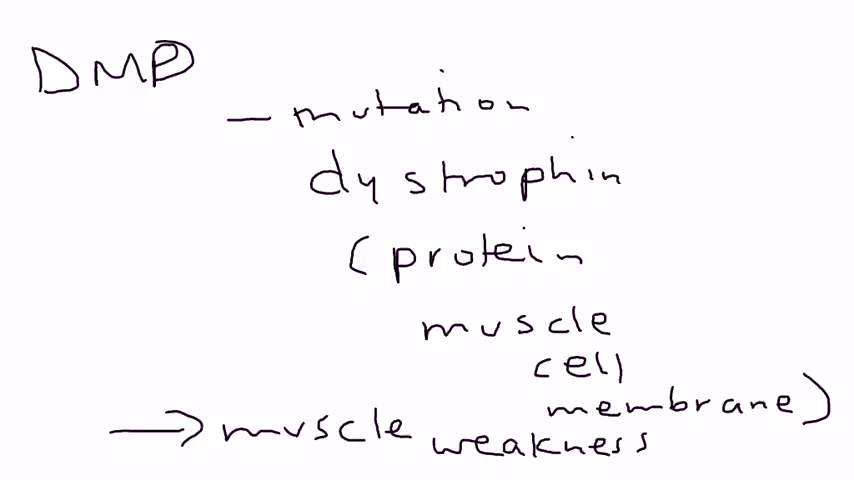 DMD
— mutation
dystrophin
(protein
muscle
cell
membrane)
→ muscle weakness